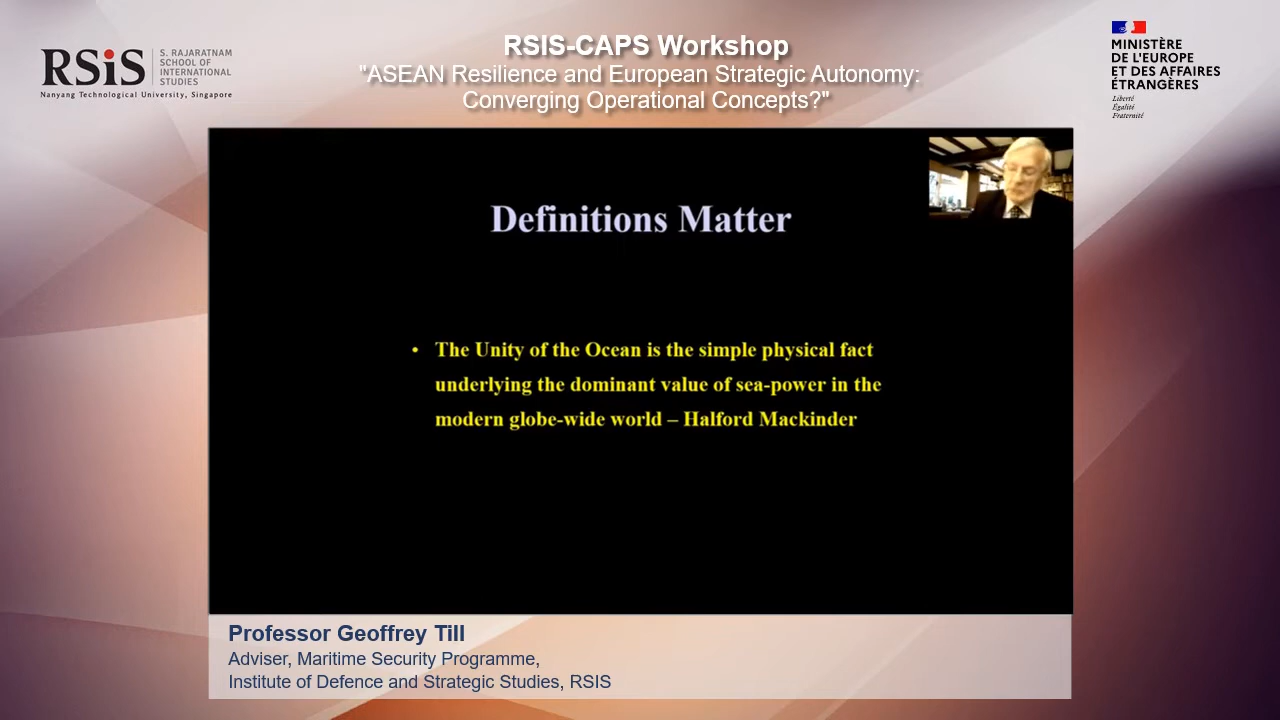 RSiS
S. RAJARATNAM
SCHOOL OF
INTERNATIONAL
STUDIES
Nanyang Technological University, Singapore
RSIS-CAPS Workshop
"ASEAN Resilience and European Strategic Autonomy:
Converging Operational Concepts?"
MINISTÈRE
DE L'EUROPE
ET DES AFFAIRES
ÉTRANGÈRES
Liberté
Égalité
Fraternité
Definitions Matter
• The Unity of the Ocean is the simple physical fact
underlying the dominant value of sea-power in the
modern globe-wide world – Halford Mackinder
Professor Geoffrey Till
Adviser, Maritime Security Programme,
Institute of Defence and Strategic Studies, RSIS